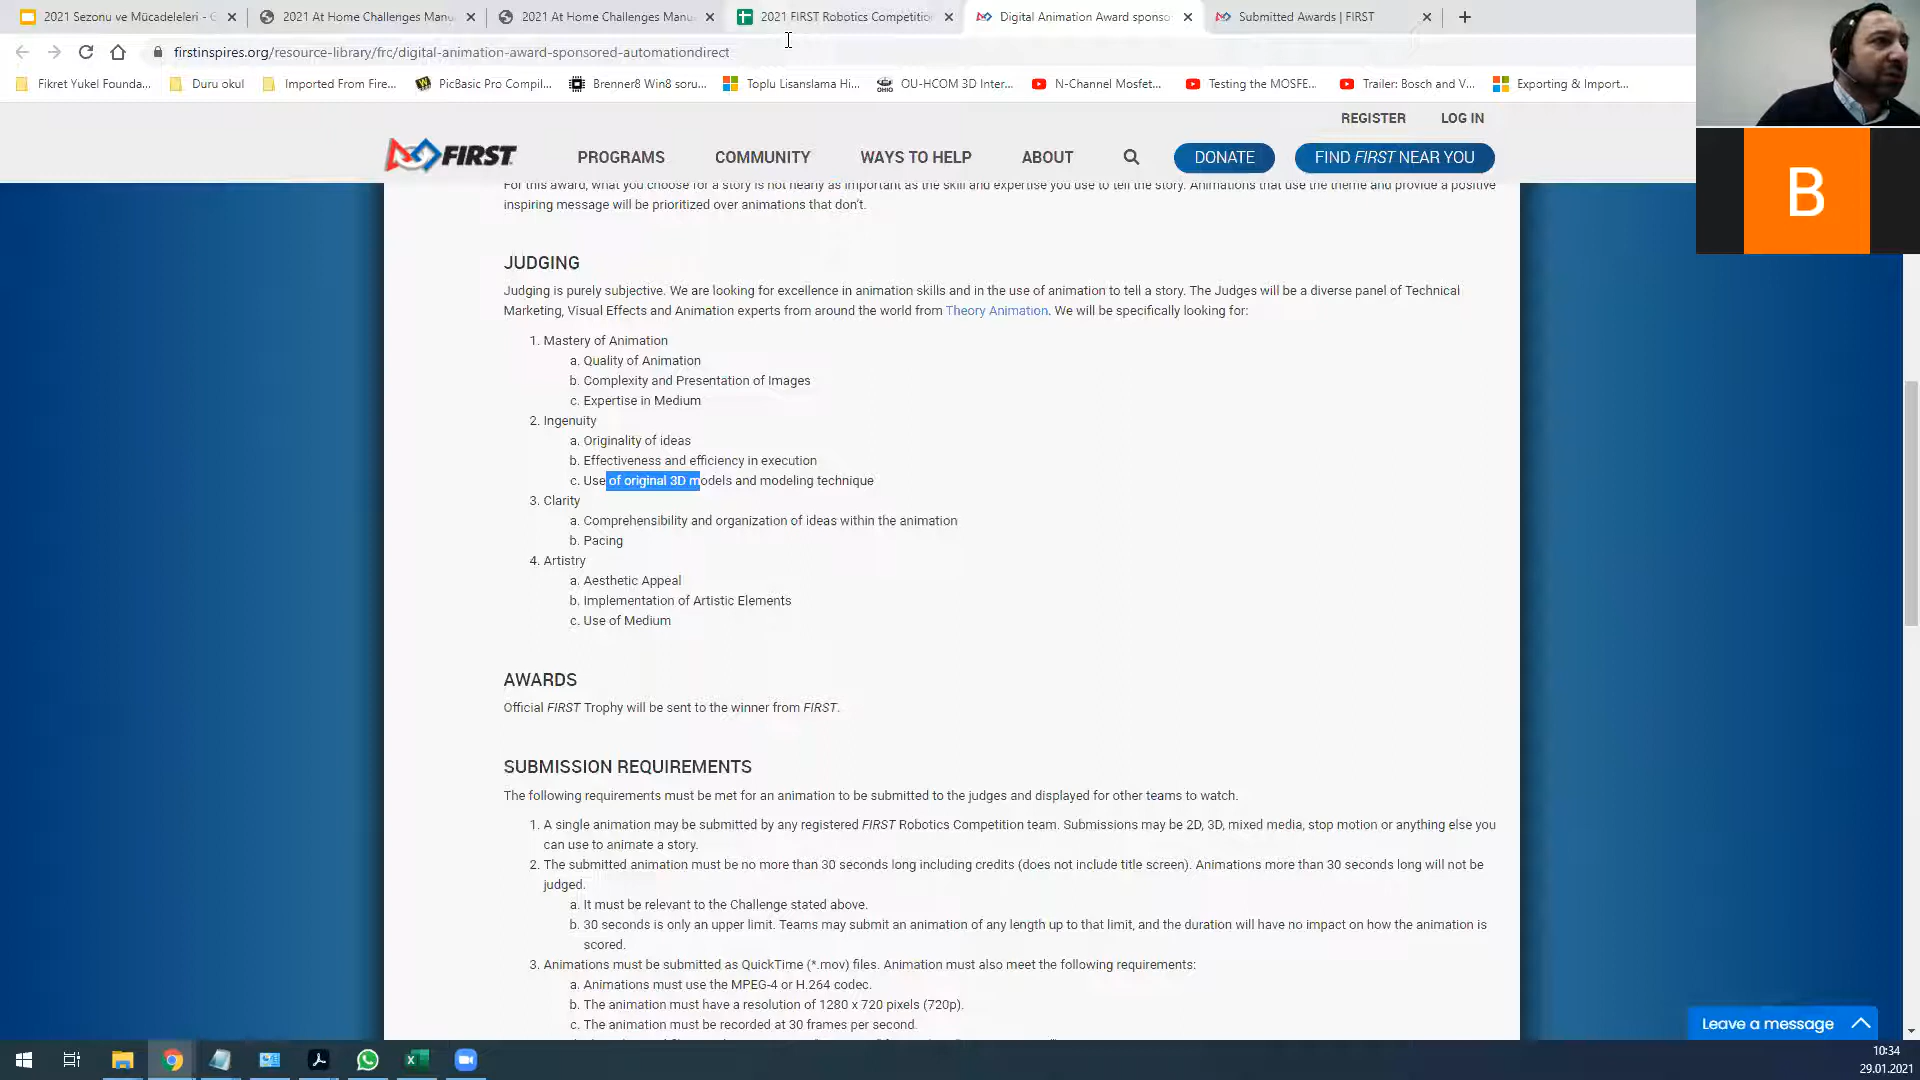 2021 Sezonu ve Mücadeleleri - G
2021 At Home Challenges Manu
2021 At Home Challenges Manu
2021 FIRST Robotics Competitio
Digital Animation Award sponso
Submitted Awards | FIRST
firstinspires.org/resource-library/frc/digital-animation-award-sponsored-automationdirect
Fikret Yukel Founda...
Duru okul
Imported From Fire...
PicBasic Pro Compil...
Brenner8 Win8 soru...
Toplu Lisanslama Hi...
OU-HCOM 3D Inter...
N-Channel Mosfet...
Testing the MOSFE...
Trailer: Bosch and V...
Exporting & Import...
REGISTER
LOG IN
FIRST
PROGRAMS
COMMUNITY
WAYS TO HELP
ABOUT
DONATE
FIND FIRST NEAR YOU
B
For this award, what you choose for a story is not nearly as important as the skill and expertise you use to tell the story. Animations that use the theme and provide a positive
inspiring message will be prioritized over animations that don't.
JUDGING
Judging is purely subjective. We are looking for excellence in animation skills and in the use of animation to tell a story. The Judges will be a diverse panel of Technical
Marketing, Visual Effects and Animation experts from around the world from Theory Animation. We will be specifically looking for:
1. Mastery of Animation
a. Quality of Animation
b. Complexity and Presentation of Images
c. Expertise in Medium
2. Ingenuity
a. Originality of ideas
b. Effectiveness and efficiency in execution
c. Use of original 3D models and modeling technique
3. Clarity
a. Comprehensibility and organization of ideas within the animation
b. Pacing
4. Artistry
a. Aesthetic Appeal
b. Implementation of Artistic Elements
c. Use of Medium
AWARDS
Official FIRST Trophy will be sent to the winner from FIRST.
SUBMISSION REQUIREMENTS
The following requirements must be met for an animation to be submitted to the judges and displayed for other teams to watch.
1. A single animation may be submitted by any registered FIRST Robotics Competition team. Submissions may be 2D, 3D, mixed media, stop motion or anything else you
can use to animate a story.
2. The submitted animation must be no more than 30 seconds long including credits (does not include title screen). Animations more than 30 seconds long will not be
judged.
a. It must be relevant to the Challenge stated above.
b. 30 seconds is only an upper limit. Teams may submit an animation of any length up to that limit, and the duration will have no impact on how the animation is
scored.
3. Animations must be submitted as QuickTime (*.mov) files. Animation must also meet the following requirements:
a. Animations must use the MPEG-4 or H.264 codec.
b. The animation must have a resolution of 1280 x 720 pixels (720p).
c. The animation must be recorded at 30 frames per second.
Leave a message
10:34
29.01.2021